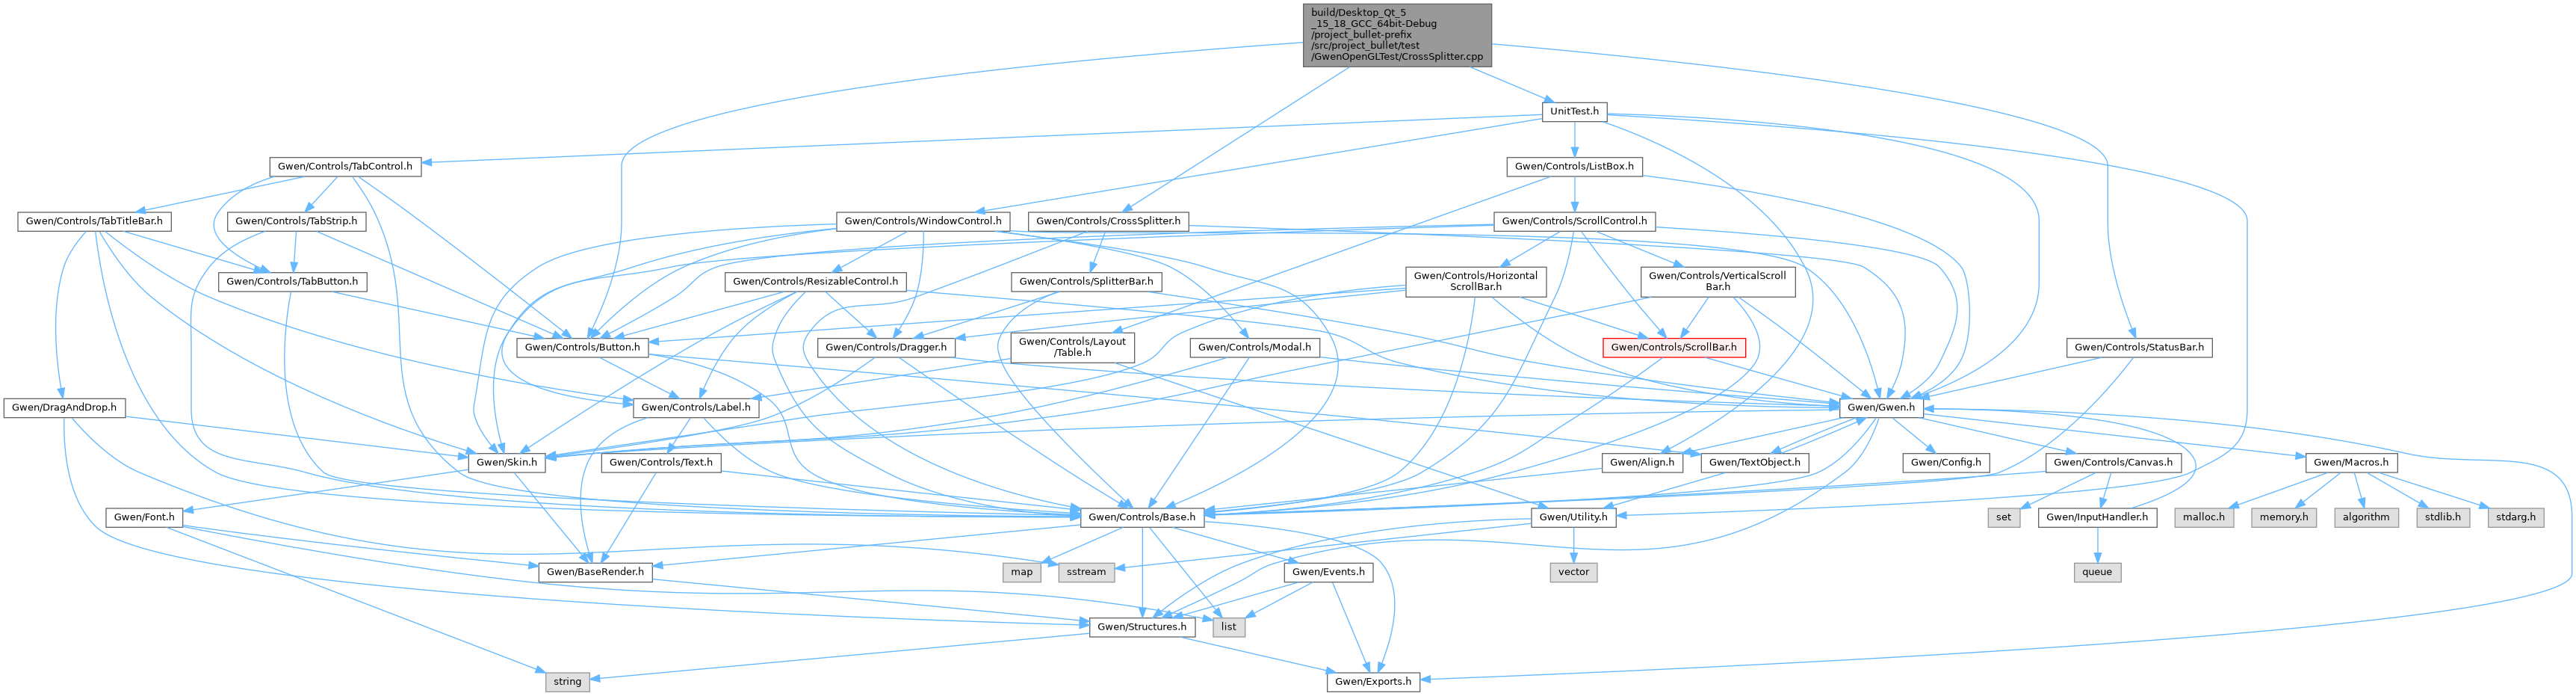 build/Desktop_Qt_5
_15_18_GCC_64bit-Debug
/project_bullet-prefix
/src/project_bullet/test
/GwenOpenGLTest/CrossSplitter.cpp
UnitTest.h
Gwen/Controls/TabControl.h
Gwen/Controls/ListBox.h
Gwen/Controls/TabTitleBar.h
Gwen/Controls/TabStrip.h
Gwen/Controls/WindowControl.h
Gwen/Controls/CrossSplitter.h
Gwen/Controls/ScrollControl.h
Gwen/Controls/TabButton.h
Gwen/Controls/ResizableControl.h
Gwen/Controls/SplitterBar.h
Gwen/Controls/Horizontal
ScrollBar.h
Gwen/Controls/VerticalScroll
Bar.h
Gwen/Controls/Button.h
Gwen/Controls/Dragger.h
Gwen/Controls/Layout
/Table.h
Gwen/Controls/Modal.h
Gwen/Controls/ScrollBar.h
Gwen/Controls/StatusBar.h
Gwen/DragAndDrop.h
Gwen/Controls/Label.h
Gwen/Gwen.h
Gwen/Skin.h
Gwen/Controls/Text.h
Gwen/Align.h
Gwen/TextObject.h
Gwen/Config.h
Gwen/Controls/Canvas.h
Gwen/Macros.h
Gwen/Font.h
Gwen/Controls/Base.h
Gwen/Utility.h
set
Gwen/InputHandler.h
malloc.h
memory.h
algorithm
stdlib.h
stdarg.h
Gwen/BaseRender.h
map
sstream
Gwen/Events.h
vector
queue
Gwen/Structures.h
list
string
Gwen/Exports.h